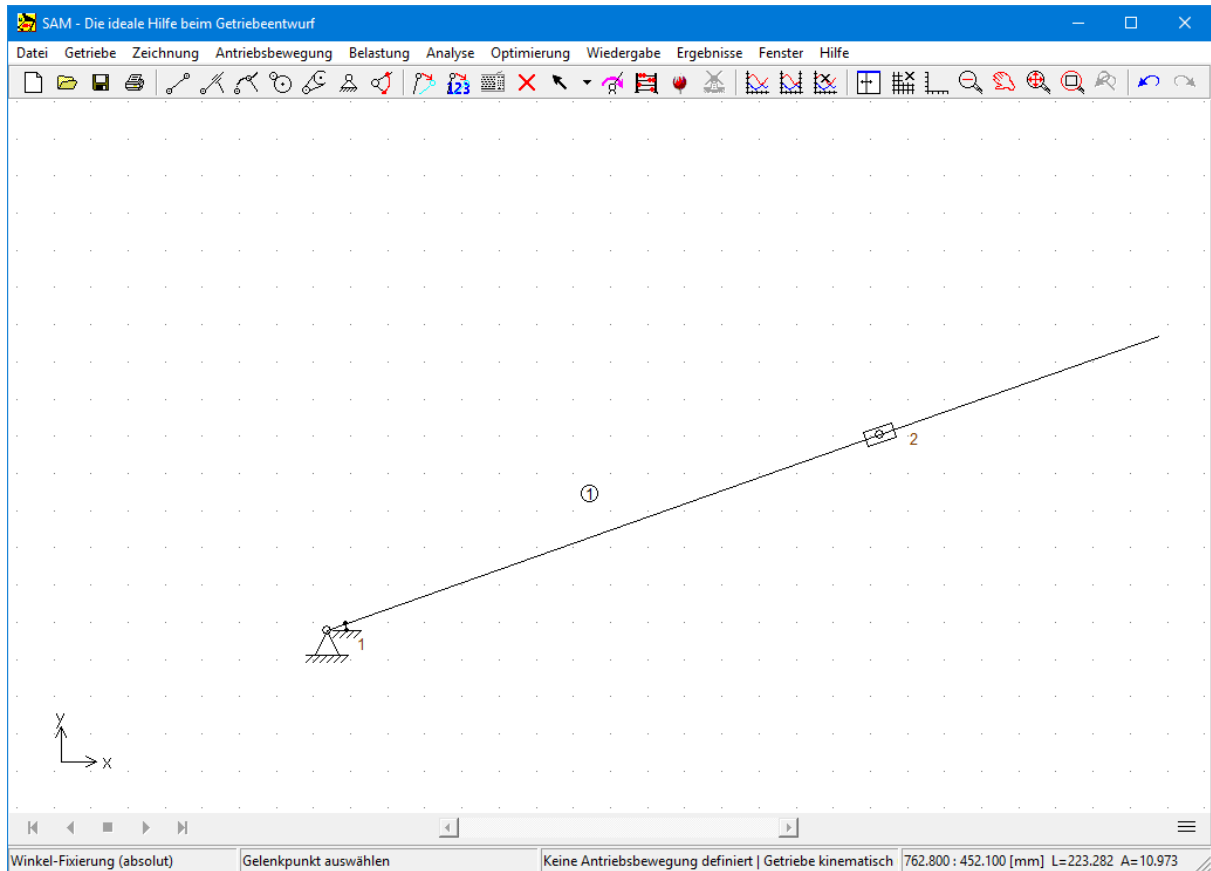 SAM - Die ideale Hilfe beim Getriebeentwurf
Datei Getriebe Zeichnung Antriebsbewegung Belastung Analyse Optimierung Wiedergabe Ergebnisse Fenster Hilfe
123
2
1
1
y
x
Winkel-Fixierung (absolut) Gelenkpunkt auswählen Keine Antriebsbewegung definiert | Getriebe kinematisch 762.800 : 452.100 [mm] L=223.282 A=10.973